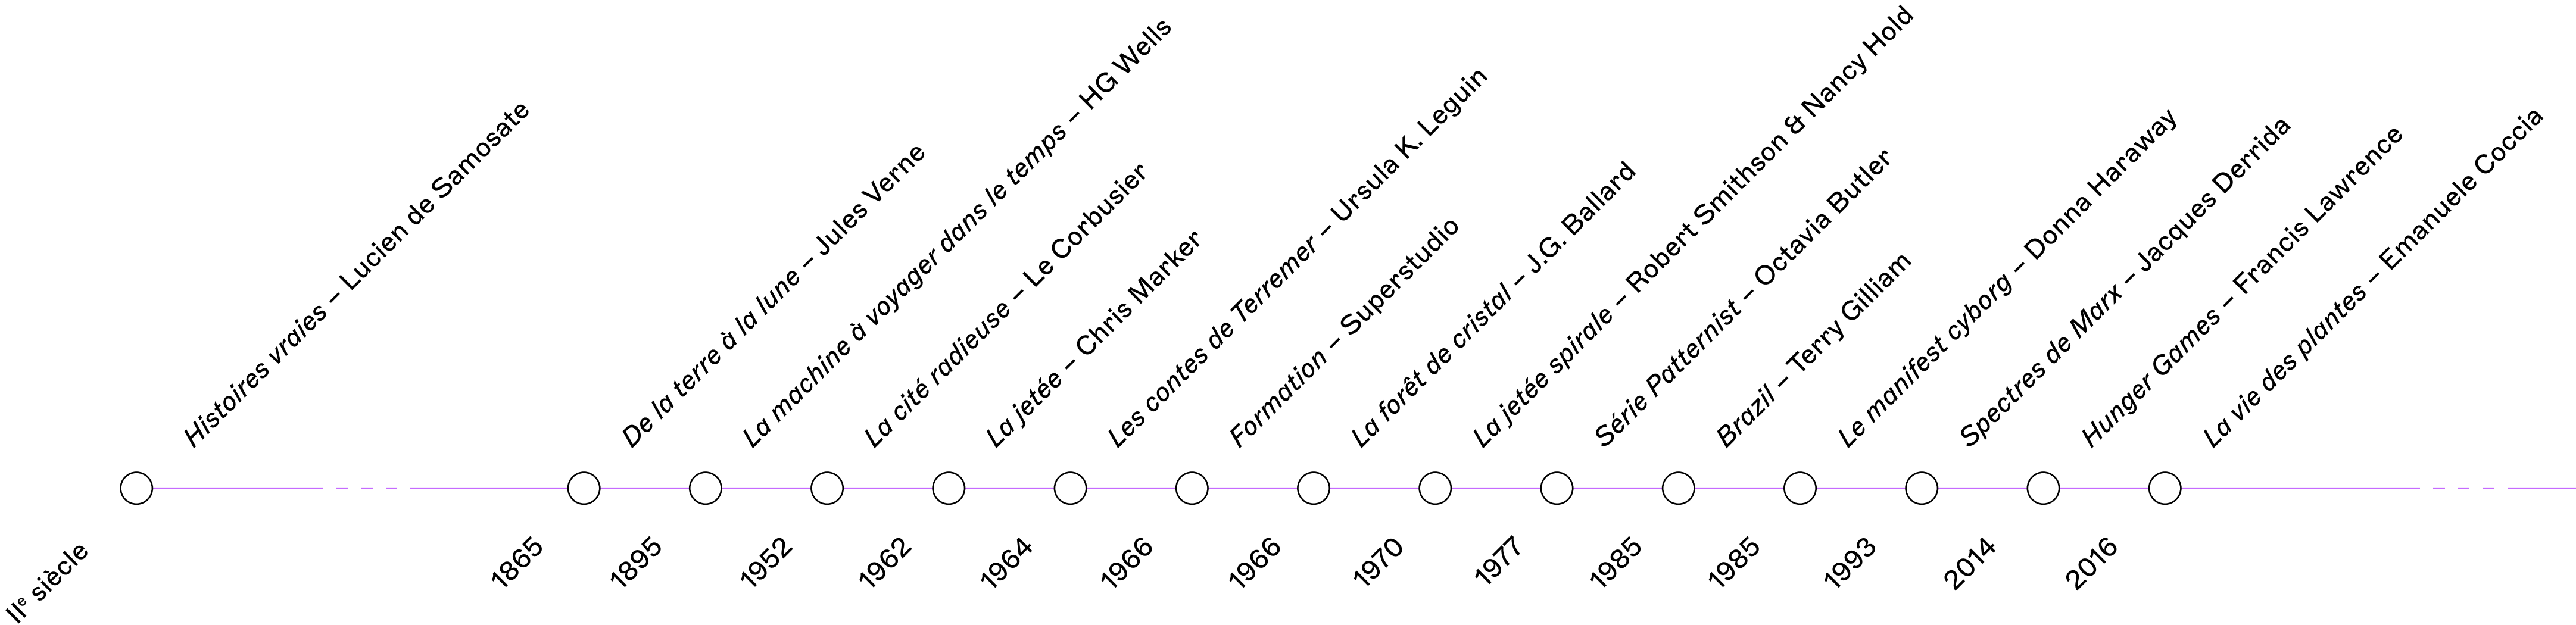 Histoires vraies – Lucien de Samosate
De la terre à la lune – Jules Verne
La machine à voyager dans le temps – HG Wells
La cité radieuse – Le Corbusier
La jetée – Chris Marker
Les contes de Terremer – Ursula K. Leguin
Formation – Superstudio
La forêt de cristal – J.G. Ballard
La jetée spirale – Robert Smithson & Nancy Hold
Série Patternist – Octavia Butler
Brazil – Terry Gilliam
Le manifest cyborg – Donna Haraway
Spectres de Marx – Jacques Derrida
Hunger Games – Francis Lawrence
La vie des plantes – Emanuele Coccia
IIᵉ siècle
1865
1895
1952
1962
1964
1966
1966
1970
1977
1985
1985
1993
2014
2016